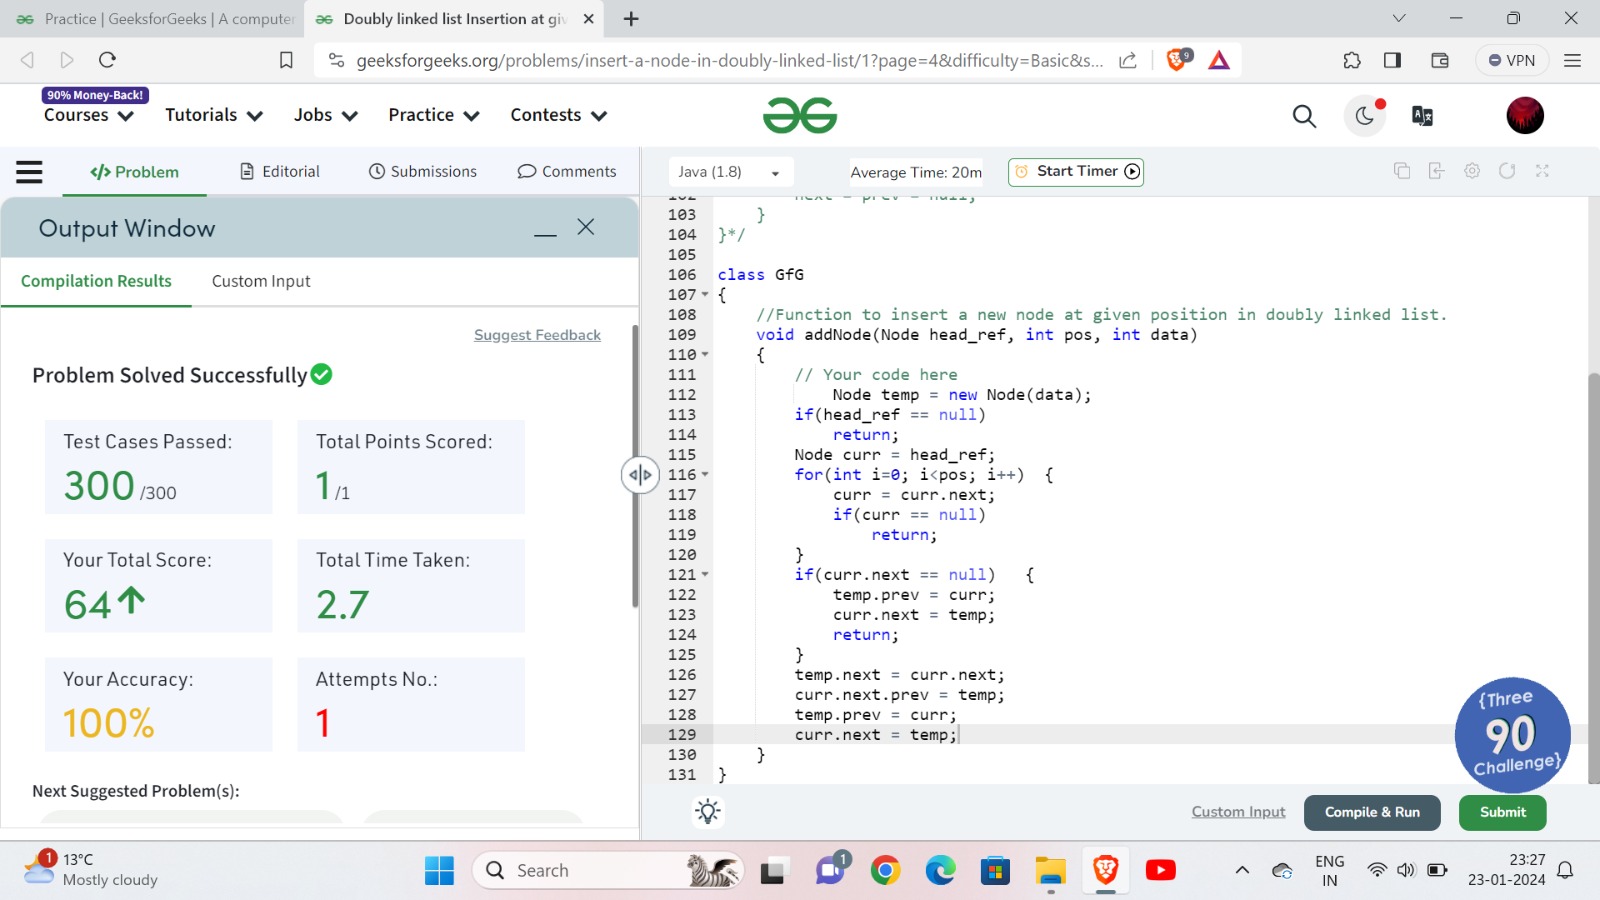 Practice | GeeksforGeeks | A computer
Doubly linked list Insertion at giv
geeksforgeeks.org/problems/insert-a-node-in-doubly-linked-list/1?page=4&difficulty=Basic&s...
9
VPN
90% Money-Back!
Courses
Tutorials
Jobs
Practice
Contests
</> Problem
Editorial
Submissions
Comments
Java (1.8)
Average Time: 20m
Start Timer
Output Window
Compilation Results
Custom Input
Suggest Feedback
Problem Solved Successfully
Test Cases Passed:
300 /300
Total Points Scored:
1 /1
Your Total Score:
64
Total Time Taken:
2.7
Your Accuracy:
100%
Attempts No.:
1
Next Suggested Problem(s):
102 next = prev = null;
103 }
104 }*/
105
106 class GfG
107 {
108 //Function to insert a new node at given position in doubly linked list.
109 void addNode(Node head_ref, int pos, int data)
110 {
111 // Your code here
112 Node temp = new Node(data);
113 if(head_ref == null)
114 return;
115 Node curr = head_ref;
116 for(int i=0; i<pos; i++) {
117 curr = curr.next;
118 if(curr == null)
119 return;
120 }
121 if(curr.next == null) {
122 temp.prev = curr;
123 curr.next = temp;
124 return;
125 }
126 temp.next = curr.next;
127 curr.next.prev = temp;
128 temp.prev = curr;
129 curr.next = temp;
130 }
131 }
{Three
90
Challenge}
Custom Input
Compile & Run
Submit
1
13°C
Mostly cloudy
Search
1
ENG
IN
23:27
23-01-2024